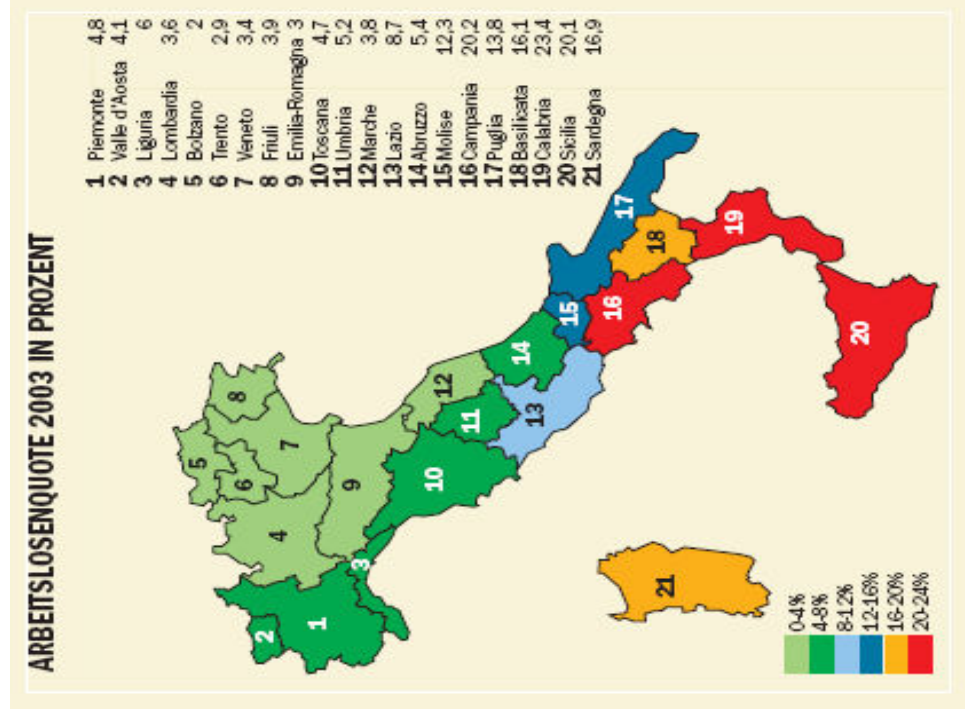 ARBEITSLOSENQUOTE 2003 IN PROZENT
1 Piemonte 4,8
2 Valle d'Aosta 4,1
3 Liguria 6
4 Lombardia 3,6
5 Bolzano 2
6 Trento 2,9
7 Veneto 3,4
8 Friuli 3,9
9 Emilia-Romagna 3
10 Toscana 4,7
11 Umbria 5,2
12 Marche 3,8
13 Lazio 8,7
14 Abruzzo 5,4
15 Molise 12,3
16 Campania 20,2
17 Puglia 13,8
18 Basilicata 16,1
19 Calabria 23,4
20 Sicilia 20,1
21 Sardegna 16,9
5
8
6
2
4
7
1
9
3
12
10
11
14
13
15
17
16
18
21
19
20
0-4%
4-8%
8-12%
12-16%
16-20%
20-24%